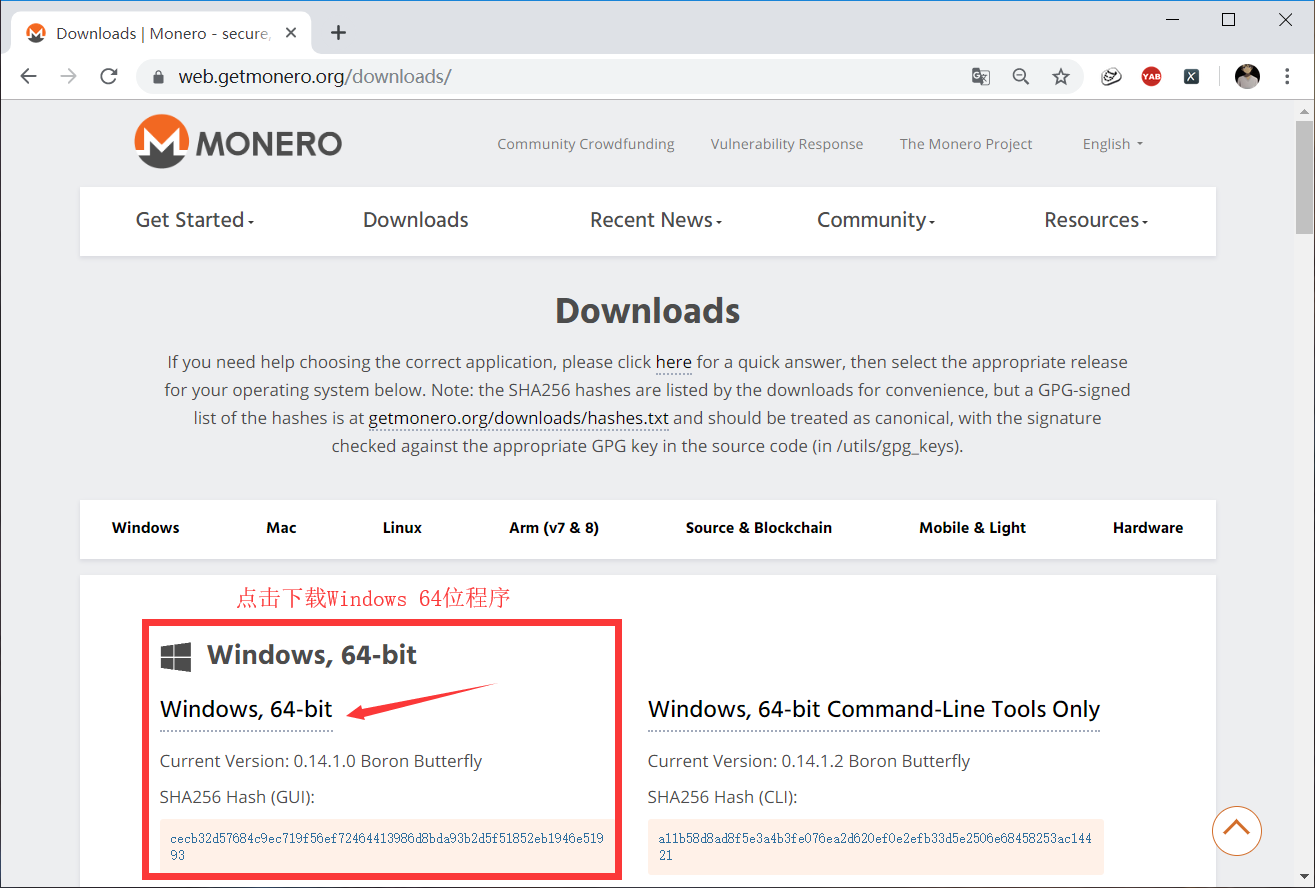 Downloads | Monero - secure,
web.getmonero.org/downloads/
YAB
X
MONERO
Community Crowdfunding
Vulnerability Response
The Monero Project
English
Get Started
Downloads
Recent News
Community
Resources
Downloads
If you need help choosing the correct application, please click here for a quick answer, then select the appropriate release
for your operating system below. Note: the SHA256 hashes are listed by the downloads for convenience, but a GPG-signed
list of the hashes is at getmonero.org/downloads/hashes.txt and should be treated as canonical, with the signature
checked against the appropriate GPG key in the source code (in /utils/gpg_keys).
Windows
Mac
Linux
Arm (v7 & 8)
Source & Blockchain
Mobile & Light
Hardware
点击下载Windows 64位程序
Windows, 64-bit
Windows, 64-bit
Current Version: 0.14.1.0 Boron Butterfly
SHA256 Hash (GUI):
cecb32d57684c9ec719f56ef72464413986d8bda93b2d5f51852eb1946e519
93
Windows, 64-bit Command-Line Tools Only
Current Version: 0.14.1.2 Boron Butterfly
SHA256 Hash (CLI):
a11b58d8ad8f5e3a4b3fe076ea2d620ef0e2efb33d5e2506e68458253ac144
21